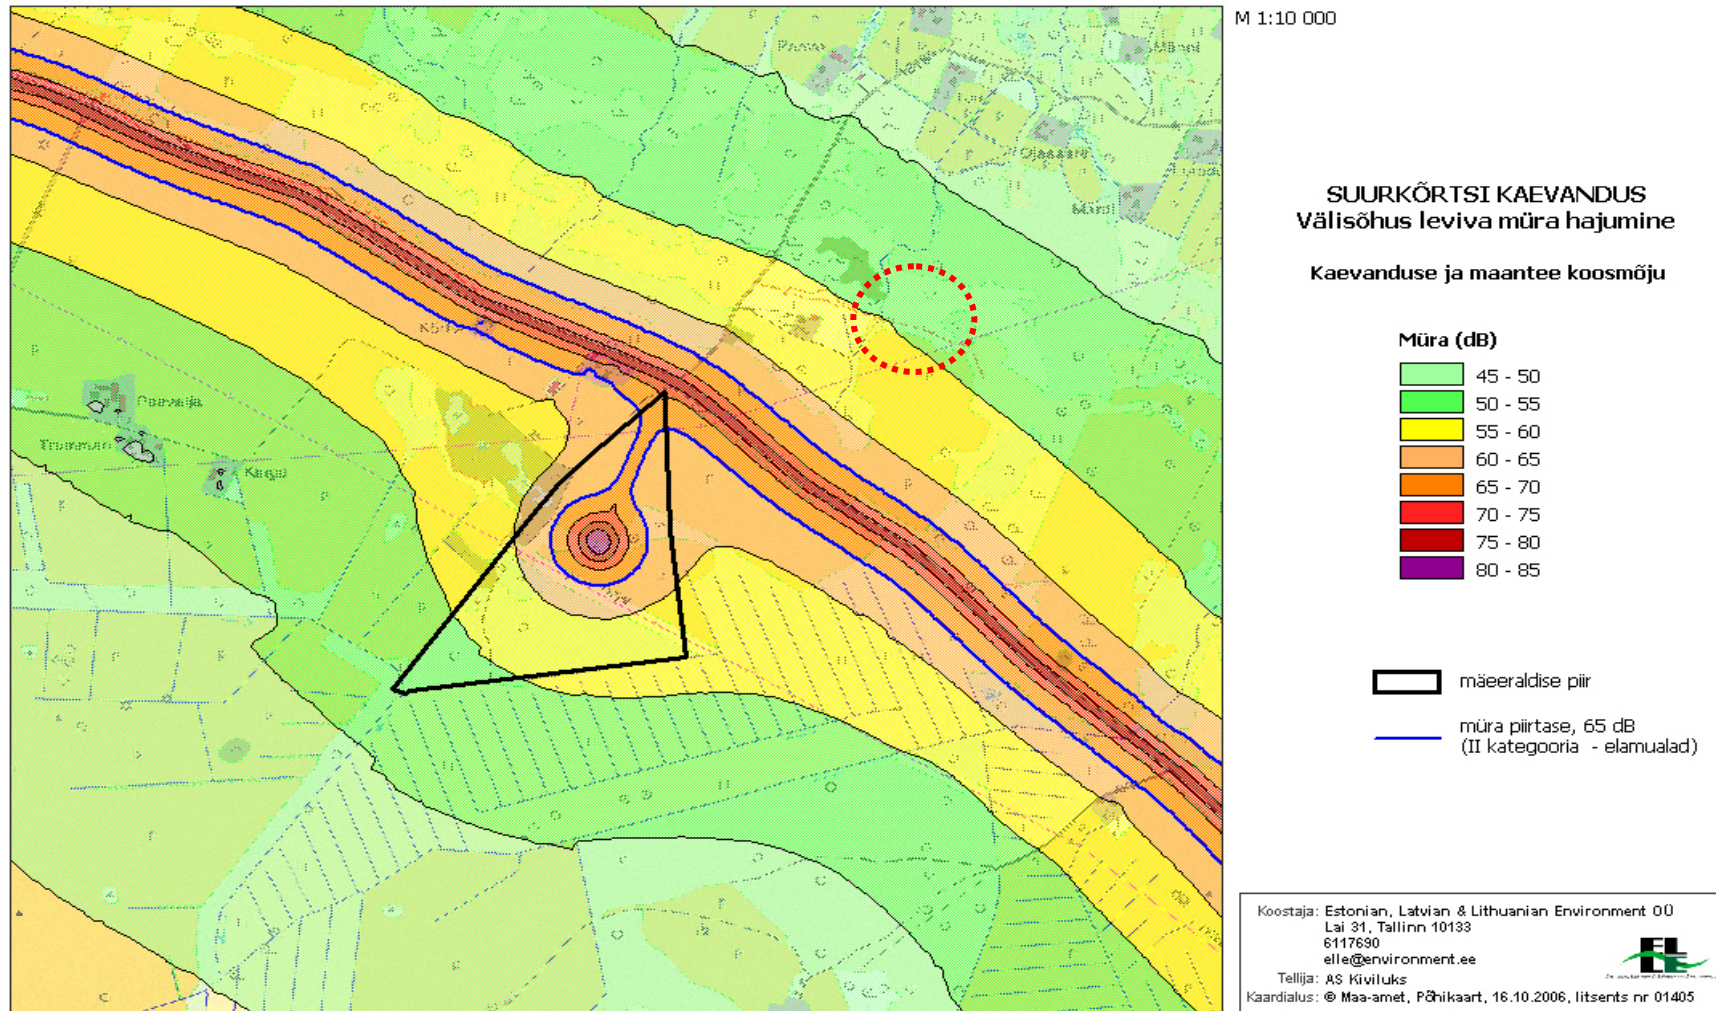 M 1:10 000
SUURKÕRTSI KAEVANDUS
Välisõhus leviva müra hajumine
Kaevanduse ja maantee koosmõju
Müra (dB)
45 - 50
50 - 55
55 - 60
60 - 65
65 - 70
70 - 75
75 - 80
80 - 85
mäeeraldise piir
müra piirtase, 65 dB
(II kategooria - elamualad)
Koostaja: Estonian, Latvian & Lithuanian Environment OÜ
Lai 31, Tallinn 10133
6117690
elle@environment.ee
Tellija: AS Kiviluks
Kaardialus: © Maa-amet, Põhikaart, 16.10.2006, litsents nr 01405